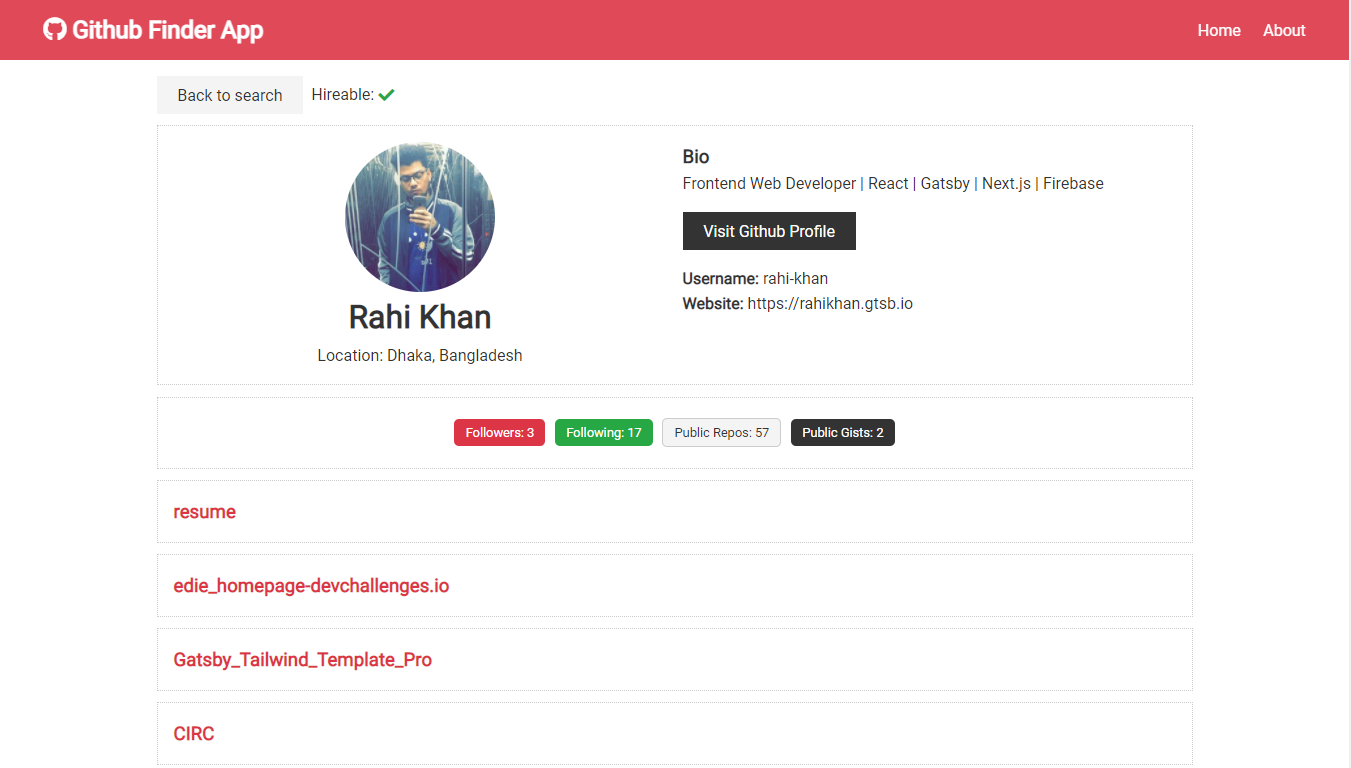 Github Finder App
Home
About
Back to search
Hireable:
Rahi Khan
Location: Dhaka, Bangladesh
Bio
Frontend Web Developer | React | Gatsby | Next.js | Firebase
Visit Github Profile
Username: rahi-khan
Website: https://rahikhan.gtsb.io
Followers: 3
Following: 17
Public Repos: 57
Public Gists: 2
resume
edie_homepage-devchallenges.io
Gatsby_Tailwind_Template_Pro
CIRC